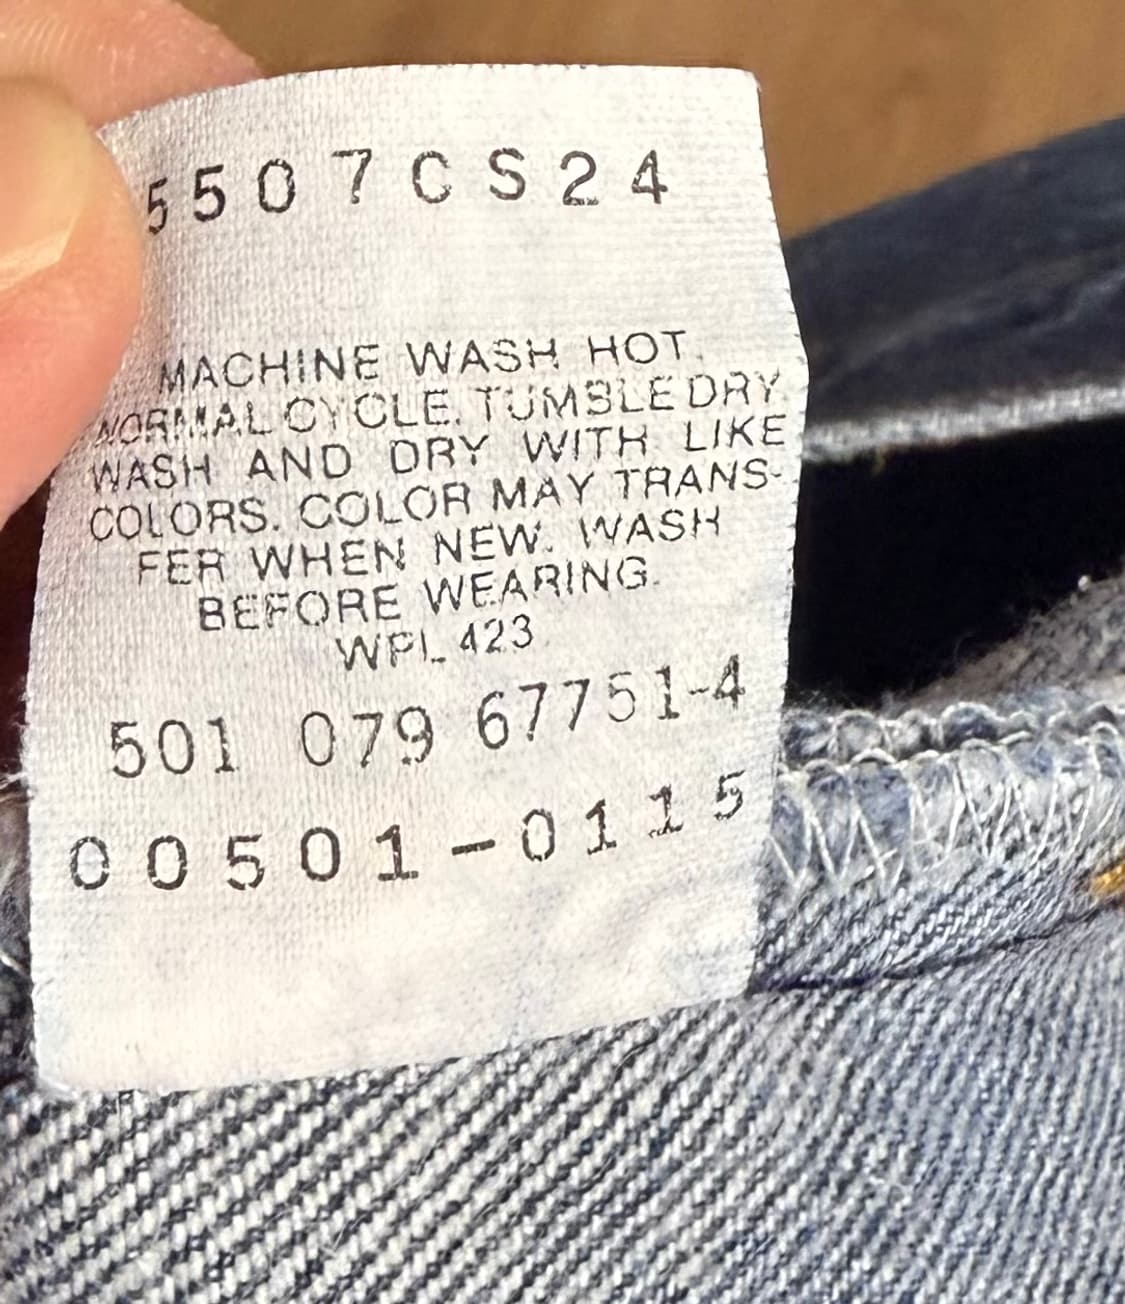 5507CS24
MACHINE WASH HOT.
NORMAL CYCLE. TUMBLE DRY
WASH AND DRY WITH LIKE
COLORS. COLOR MAY TRANS-
FER WHEN NEW. WASH
BEFORE WEARING.
WPL 423
501 079 67751-4
00501-0115